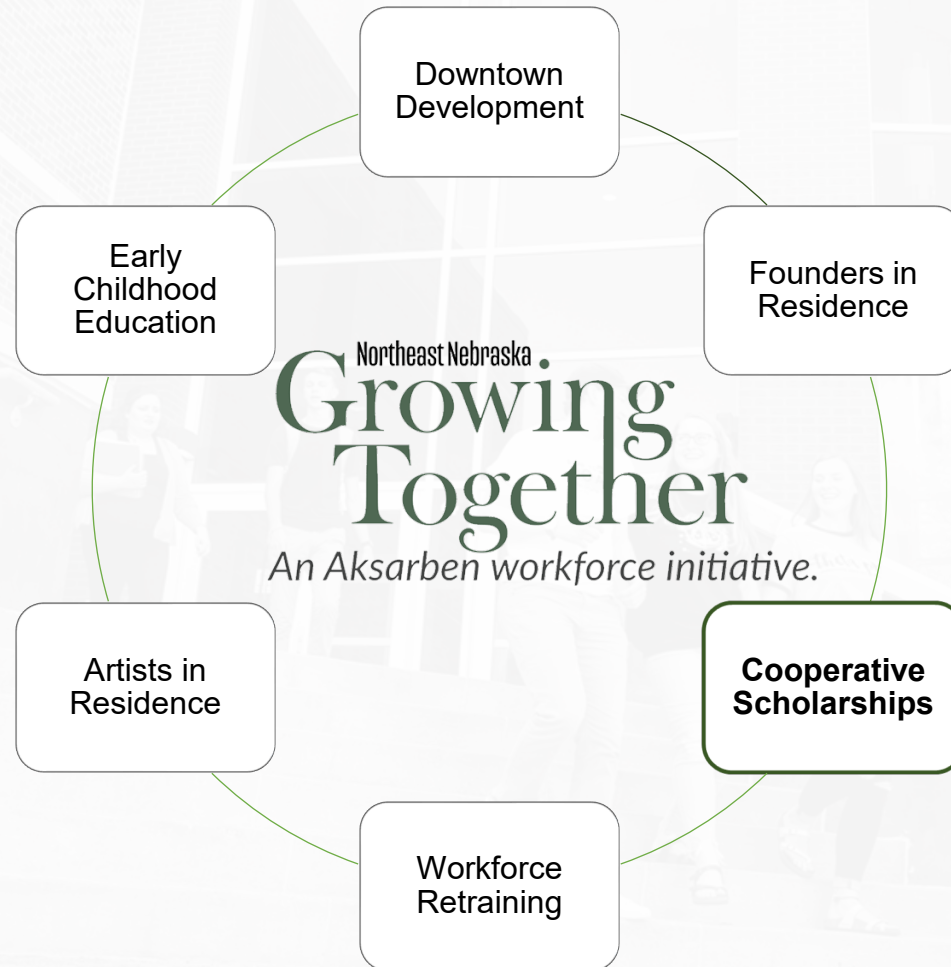 Downtown
Development
Early
Childhood
Education
Founders in
Residence
Northeast Nebraska
Growing
Together
An Aksarben workforce initiative.
Artists in
Residence
Cooperative
Scholarships
Workforce
Retraining